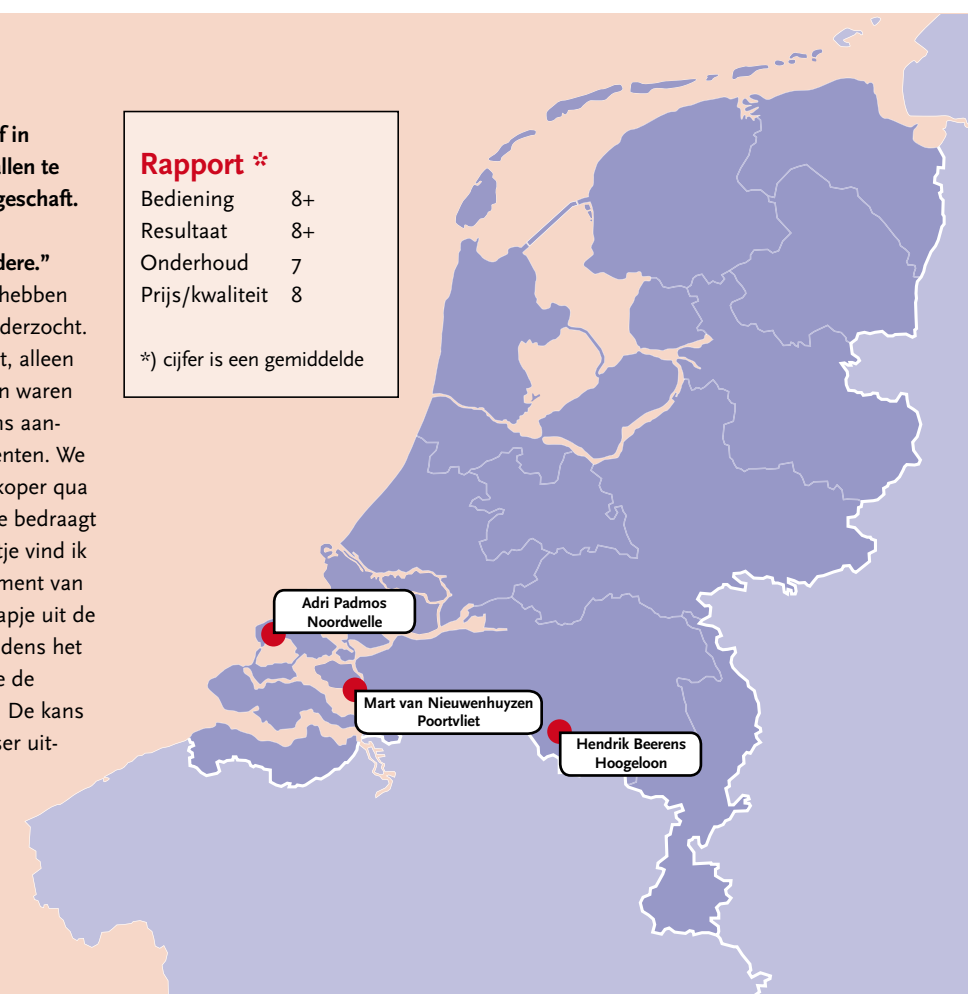 f in
allen te
geschaft.
dere.”
hebben
derzocht.
t, alleen
n waren
ns aan-
enten. We
koper qua
e bedraagt
tje vind ik
ment van
apje uit de
dens het
e de
. De kans
ser uit-
Rapport *
Bediening 8+
Resultaat 8+
Onderhoud 7
Prijs/kwaliteit 8
*) cijfer is een gemiddelde
Adri Padmos
Noordwelle
Mart van Nieuwenhuyzen
Poortvliet
Hendrik Beerens
Hoogeloon